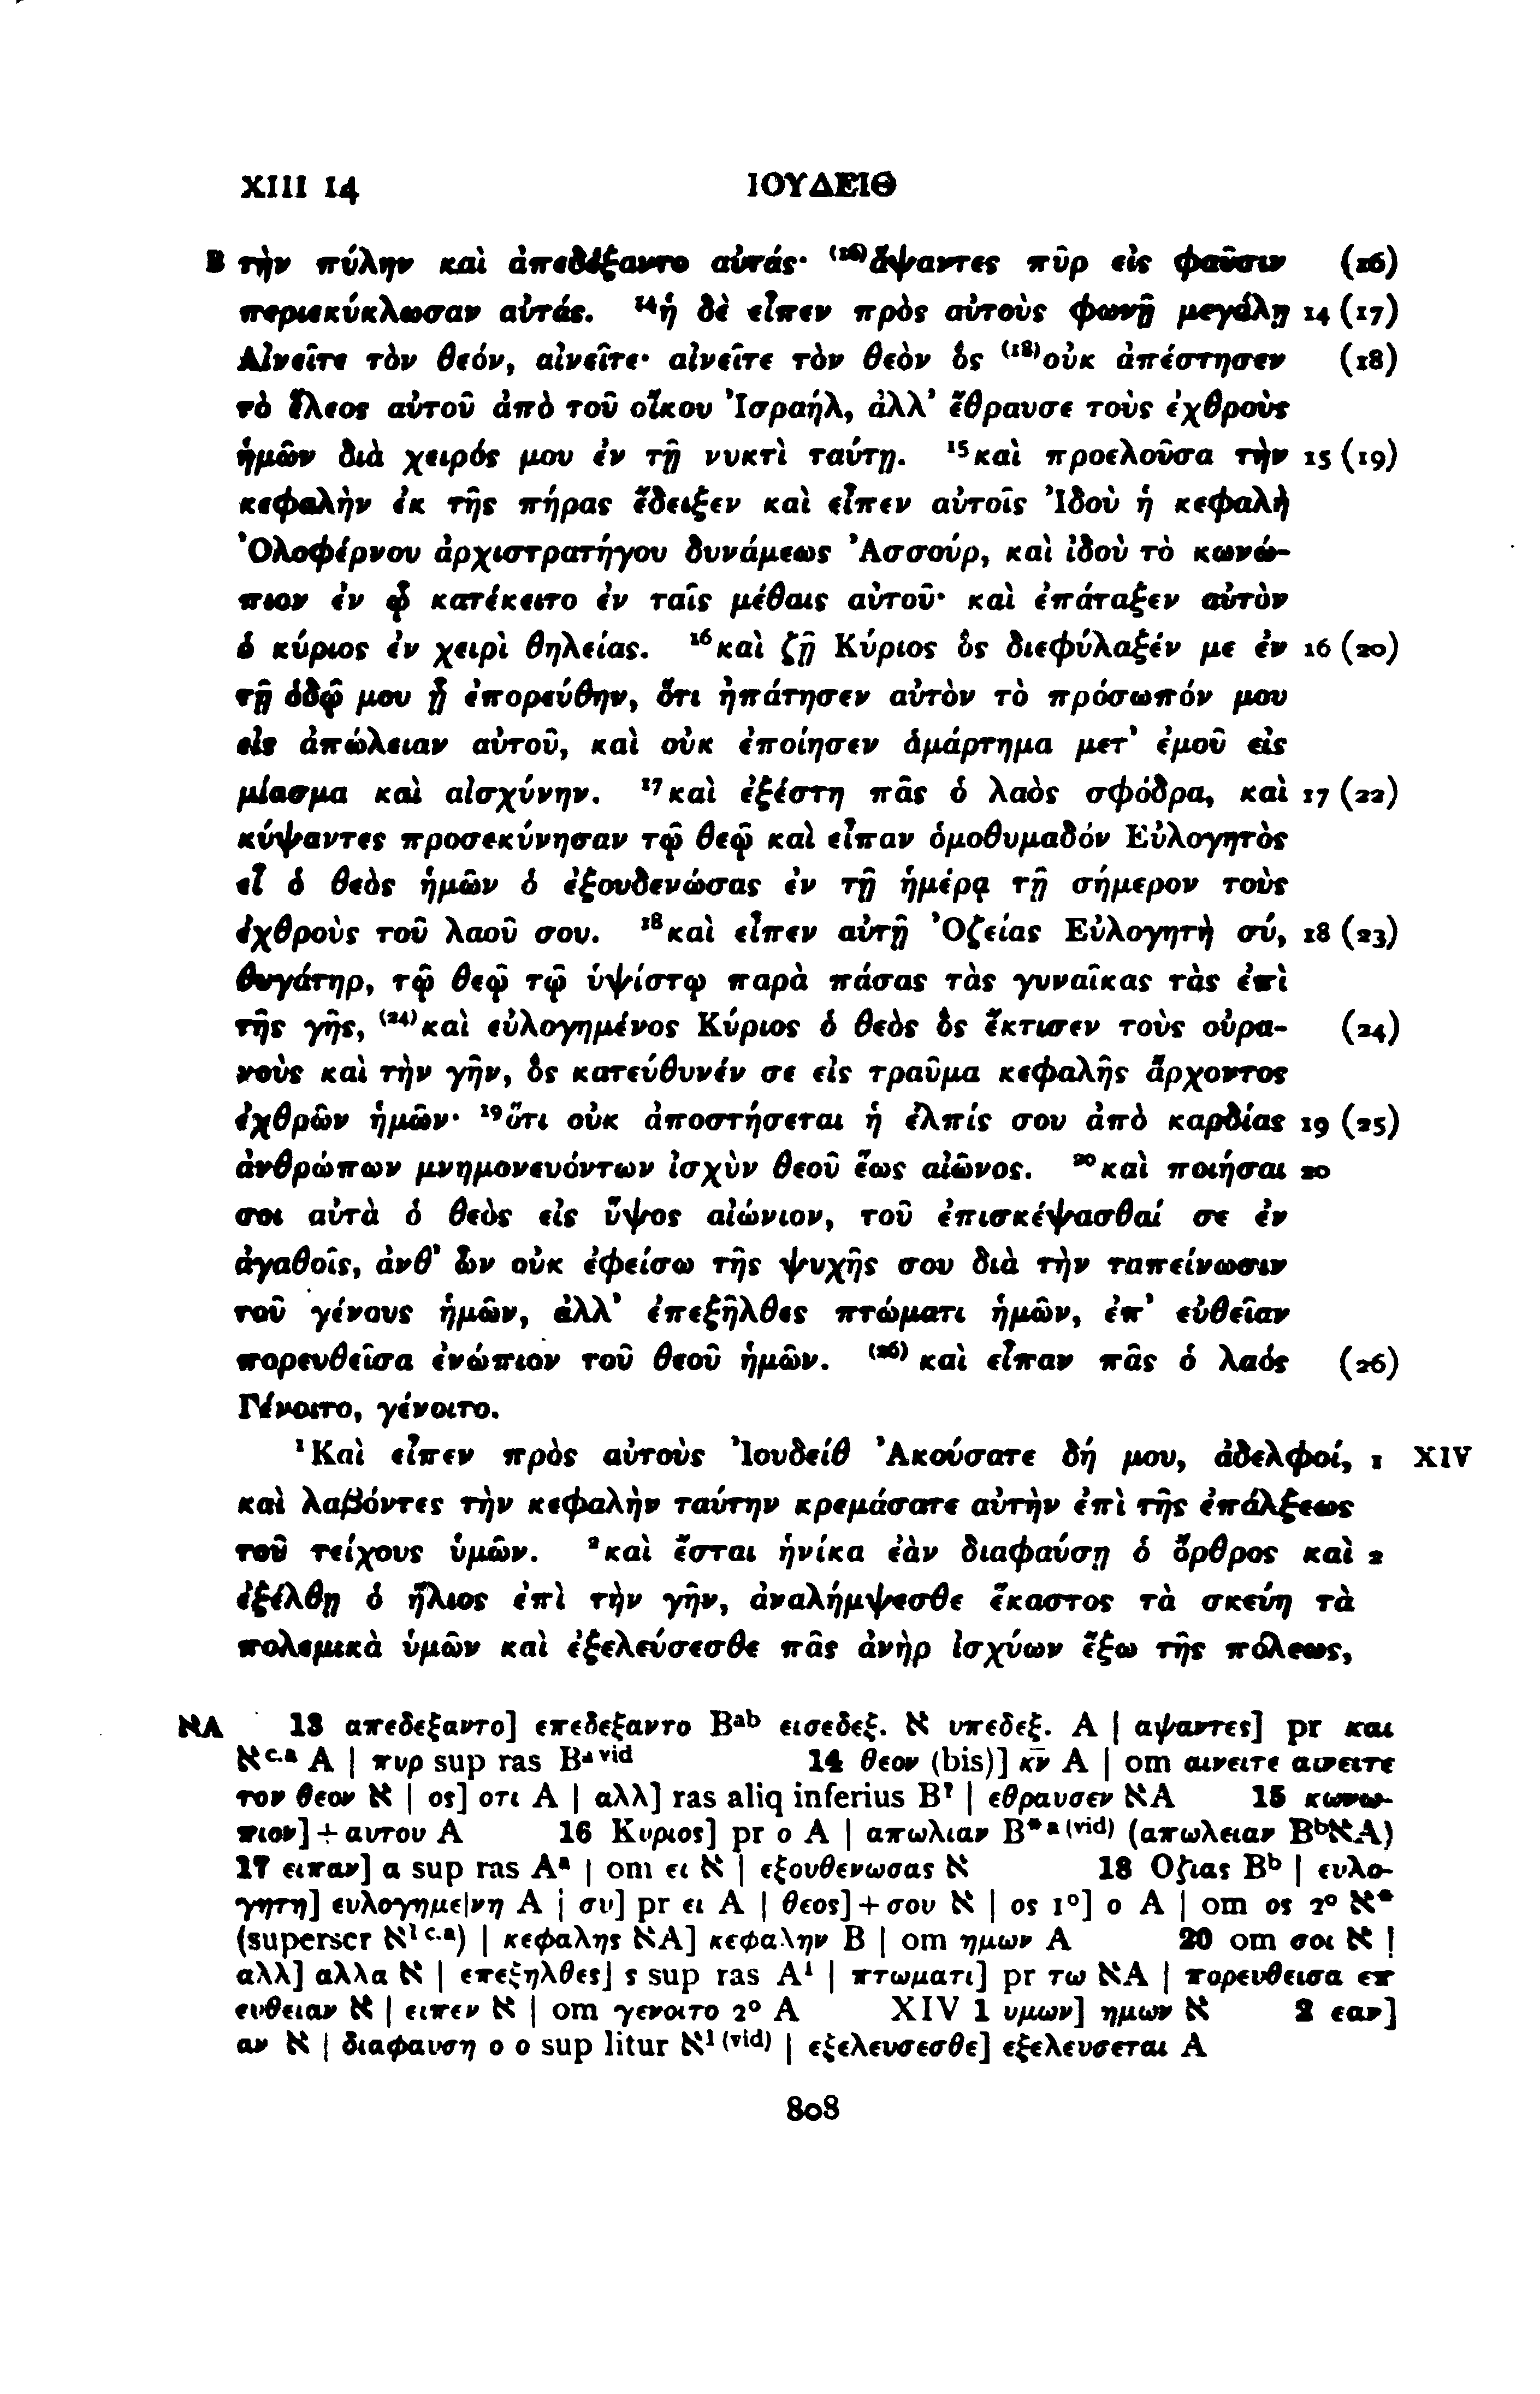 XIII 14 ΙΟΥΔΕΙΘ
B τὴν πύλην καὶ ἀπεδέξαντο αὐτάς· (16)ἅψαντες πῦρ εἰς φαῦσιν (16)
περιεκύκλωσαν αὐτάς. 14ἡ δὲ εἶπεν πρὸς αὐτοὺς φωνῇ μεγάλῃ 14 (17)
Αἰνεῖτε τὸν θεόν, αἰνεῖτε· αἰνεῖτε τὸν θεὸν ὃς (18)οὐκ ἀπέστησεν (18)
τὸ ἔλεος αὐτοῦ ἀπὸ τοῦ οἴκου Ἰσραήλ, ἀλλ' ἔθραυσε τοὺς ἐχθροὺς
ἡμῶν διὰ χειρός μου ἐν τῇ νυκτὶ ταύτῃ. 15καὶ προελοῦσα τὴν 15 (19)
κεφαλὴν ἐκ τῆς πήρας ἔδειξεν καὶ εἶπεν αὐτοῖς Ἰδοὺ ἡ κεφαλὴ
Ὀλοφέρνου ἀρχιστρατήγου δυνάμεως Ἀσσούρ, καὶ ἰδοὺ τὸ κωνώ-
πιον ἐν ᾧ κατέκειτο ἐν ταῖς μέθαις αὐτοῦ· καὶ ἐπάταξεν αὐτὸν
ὁ κύριος ἐν χειρὶ θηλείας. 16καὶ ζῇ Κύριος ὃς διεφύλαξέν με ἐν 16 (20)
τῇ ὁδῷ μου ᾗ ἐπορεύθην, ὅτι ἠπάτησεν αὐτὸν τὸ πρόσωπόν μου
εἰς ἀπώλειαν αὐτοῦ, καὶ οὐκ ἐποίησεν ἁμάρτημα μετ' ἐμοῦ εἰς
μίασμα καὶ αἰσχύνην. 17καὶ ἐξέστη πᾶς ὁ λαὸς σφόδρα, καὶ 17 (22)
κύψαντες προσεκύνησαν τῷ θεῷ καὶ εἶπαν ὁμοθυμαδόν Εὐλογητὸς
εἶ ὁ θεὸς ἡμῶν ὁ ἐξουδενώσας ἐν τῇ ἡμέρᾳ τῇ σήμερον τοὺς
ἐχθροὺς τοῦ λαοῦ σου. 18καὶ εἶπεν αὐτῇ Ὀζείας Εὐλογητὴ σύ, 18 (23)
θυγάτηρ, τῷ θεῷ τῷ ὑψίστῳ παρὰ πάσας τὰς γυναῖκας τὰς ἐπὶ
τῆς γῆς, (24)καὶ εὐλογημένος Κύριος ὁ θεὸς ὃς ἔκτισεν τοὺς οὐρα- (24)
νοὺς καὶ τὴν γῆν, ὃς κατεύθυνέν σε εἰς τραῦμα κεφαλῆς ἄρχοντος
ἐχθρῶν ἡμῶν· 19ὅτι οὐκ ἀποστήσεται ἡ ἐλπίς σου ἀπὸ καρδίας 19 (25)
ἀνθρώπων μνημονευόντων ἰσχὺν θεοῦ ἕως αἰῶνος. 20καὶ ποιήσαι 20
σοι αὐτὰ ὁ θεὸς εἰς ὕψος αἰώνιον, τοῦ ἐπισκέψασθαί σε ἐν
ἀγαθοῖς, ἀνθ' ὧν οὐκ ἐφείσω τῆς ψυχῆς σου διὰ τὴν ταπείνωσιν
τοῦ γένους ἡμῶν, ἀλλ' ἐπεξῆλθες πτώματι ἡμῶν, ἐπ' εὐθεῖαν
πορευθεῖσα ἐνώπιον τοῦ θεοῦ ἡμῶν. (26) καὶ εἶπαν πᾶς ὁ λαός (26)
Γένοιτο, γένοιτο.
1Καὶ εἶπεν πρὸς αὐτοὺς Ἰουδείθ Ἀκούσατε δή μου, ἀδελφοί, 1 XIV
καὶ λαβόντες τὴν κεφαλὴν ταύτην κρεμάσατε αὐτὴν ἐπὶ τῆς ἐπάλξεως
τοῦ τείχους ὑμῶν. 2καὶ ἔσται ἡνίκα ἐὰν διαφαύσῃ ὁ ὄρθρος καὶ 2
ἐξέλθῃ ὁ ἥλιος ἐπὶ τὴν γῆν, ἀναλήμψεσθε ἕκαστος τὰ σκεύη τὰ
πολεμικὰ ὑμῶν καὶ ἐξελεύσεσθε πᾶς ἀνὴρ ἰσχύων ἔξω τῆς πόλεως,
ℵA 13 απεδεξαντο] επεδεξαντο Bab εισεδεξ. ℵ υπεδεξ. A | αψαντες] pr και
ℵc.a A | πυρ sup ras Ba vid 14 θεον (bis)] κ̅ν̅ A | om αινειτε αινειτε
τον θεον ℵ | ος] οτι A | αλλ] ras aliq inferius B? | εθραυσεν ℵA 15 κωνω-
πιον] + αυτου A 16 Κυριος] pr ο A | απωλιαν B*a (vid) (απωλειαν BbℵA)
17 ειπαν] α sup ras Aa | om ει ℵ | εξουθενωσας ℵ 18 Οζιας Bb | ευλο-
γητη] ευλογημε|νη A | συ] pr ει A | θεος] + σου ℵ | ος 1º] ο A | om ος 2º ℵ*
(superscr ℵ1 c.a) | κεφαλης ℵA] κεφαλην B | om ημων A 20 om σοι ℵ |
αλλ] αλλα ℵ | επεξηλθες] ς sup ras A1 | πτωματι] pr τω ℵA | πορευθεισα επ
ευθειαν ℵ | ειπεν ℵ | om γενοιτο 2º A XIV 1 υμων] ημων ℵ 2 εαν]
αν ℵ | διαφαυση ο ο sup litur ℵ1 (vid) | εξελευσεσθε] εξελευσεται A
808